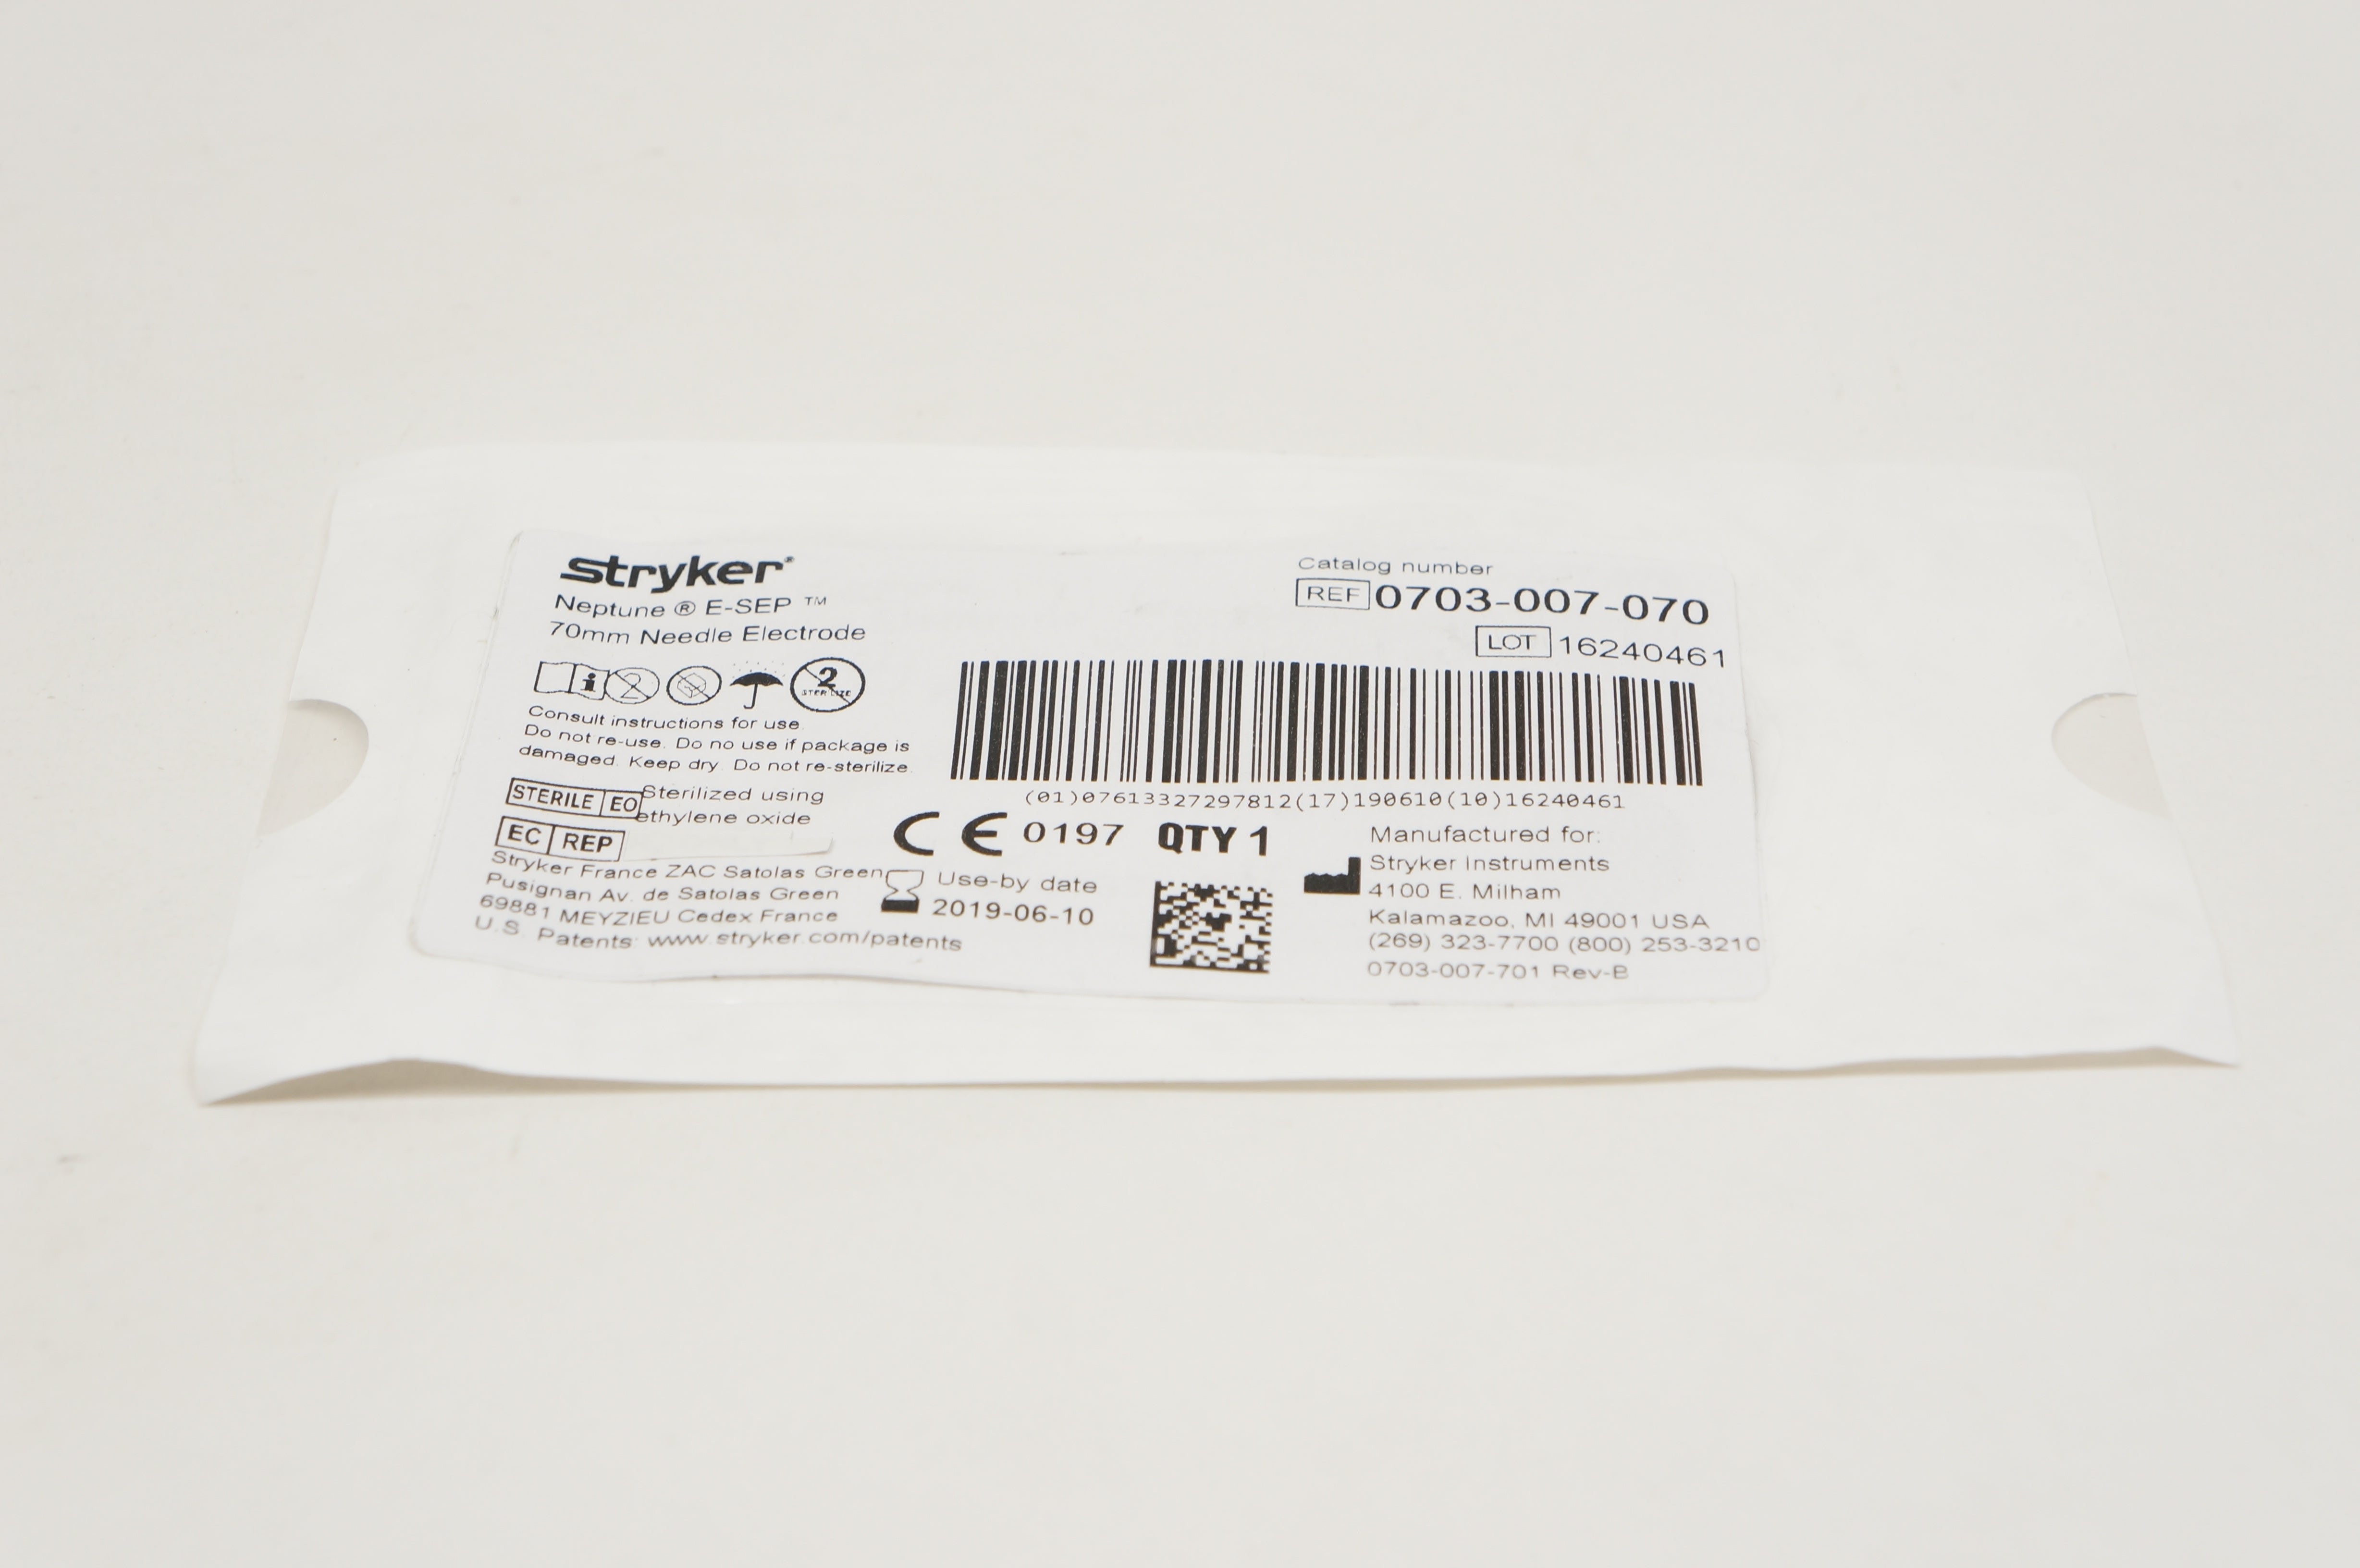 stryker®
Neptune ® E-SEP ™
70mm Needle Electrode
Catalog number
REF 0703-007-070
LOT 16240461
2
2
STERILIZE
Consult instructions for use
Do not re-use. Do no use if package is
damaged. Keep dry. Do not re-sterilize.
STERILE EO Sterilized using
ethylene oxide
(01)07613327297812(17)190610(10)16240461
EC REP
Stryker France ZAC Satolas Green
Pusignan Av. de Satolas Green
69881 MEYZIEU Cedex France
U.S. Patents: www.stryker.com/patents
CE 0197 QTY 1
Use-by date
2019-06-10
Manufactured for:
Stryker Instruments
4100 E. Milham
Kalamazoo, MI 49001 USA
(269) 323-7700 (800) 253-3210
0703-007-701 Rev-B